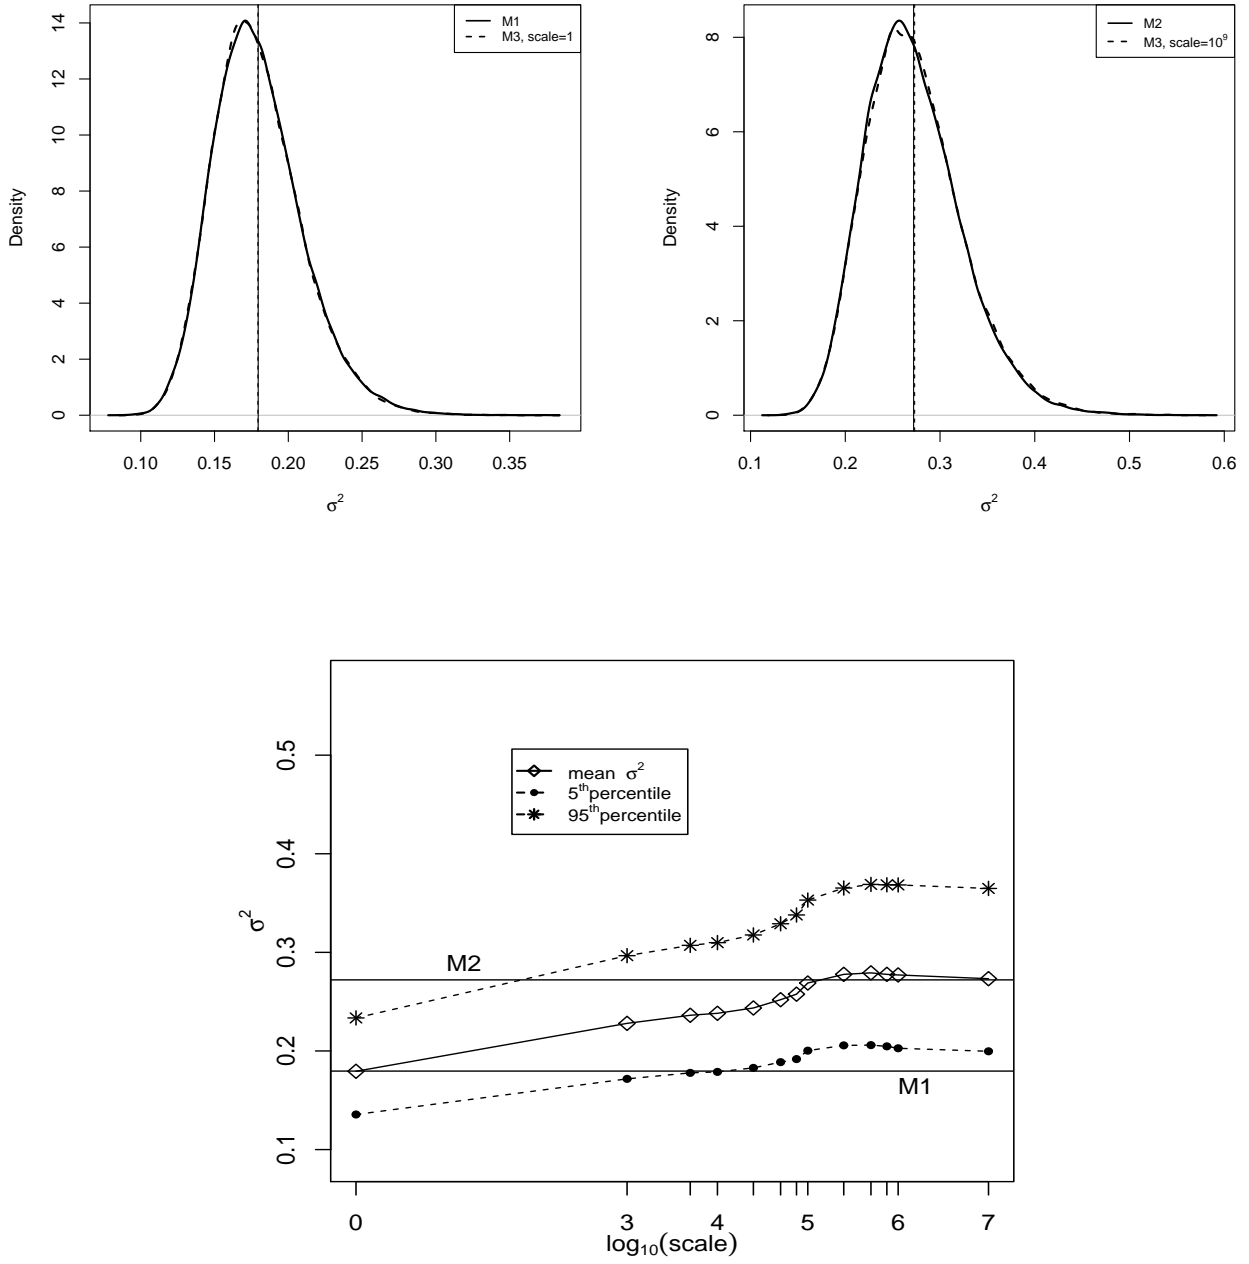 M1
M3, scale=1
0 2 4 6 8 10 12 14
Density
0.10 0.15 0.20 0.25 0.30 0.35
σ²
M2
M3, scale=10⁹
0 2 4 6 8
Density
0.1 0.2 0.3 0.4 0.5 0.6
σ²
mean σ²
5ᵗʰpercentile
95ᵗʰpercentile
0.1 0.2 0.3 0.4 0.5
σ²
M2
M1
0 3 4 5 6 7
log₁₀(scale)